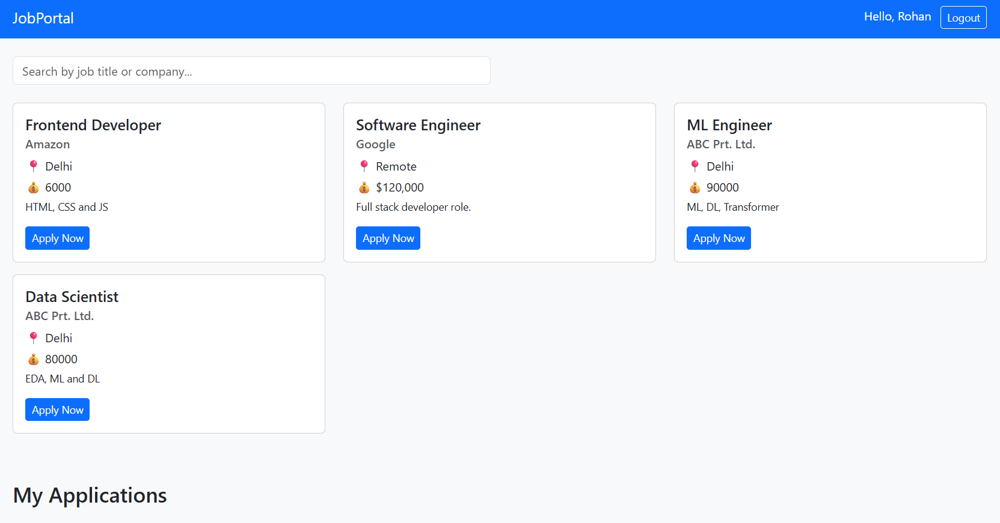 JobPortal
Hello, Rohan
Logout
Search by job title or company...
Frontend Developer
Amazon
Delhi
6000
HTML, CSS and JS
Apply Now
Software Engineer
Google
Remote
$120,000
Full stack developer role.
Apply Now
ML Engineer
ABC Prt. Ltd.
Delhi
90000
ML, DL, Transformer
Apply Now
Data Scientist
ABC Prt. Ltd.
Delhi
80000
EDA, ML and DL
Apply Now
My Applications